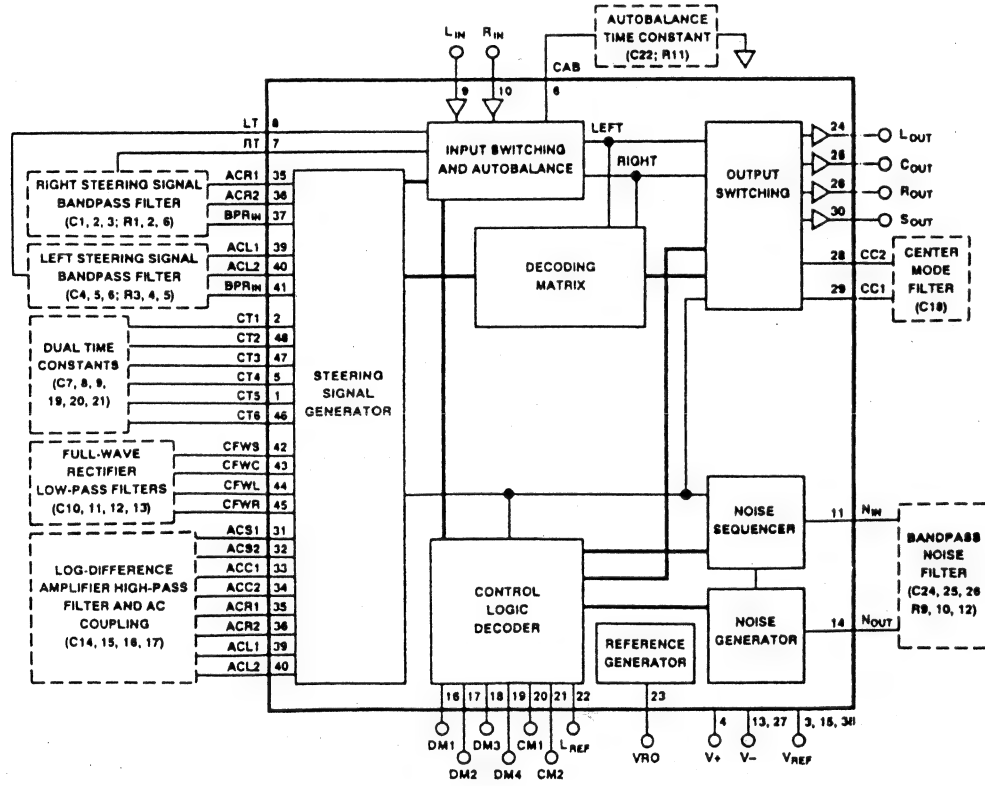 AUTOBALANCE
TIME CONSTANT
(C22; R11)
LIN
RIN
CAB
9
10
6
LT
8
RT
7
INPUT SWITCHING
AND AUTOBALANCE
LEFT
RIGHT
OUTPUT
SWITCHING
24
LOUT
25
COUT
26
ROUT
30
SOUT
28
CC2
29
CC1
CENTER
MODE
FILTER
(C18)
RIGHT STEERING SIGNAL
BANDPASS FILTER
(C1, 2, 3; R1, 2, 6)
ACR1
35
ACR2
36
BPRIN
37
LEFT STEERING SIGNAL
BANDPASS FILTER
(C4, 5, 6; R3, 4, 5)
ACL1
39
ACL2
40
BPRIN
41
DECODING
MATRIX
DUAL TIME
CONSTANTS
(C7, 8, 9,
19, 20, 21)
CT1
2
CT2
48
CT3
47
CT4
5
CT5
1
CT6
46
STEERING
SIGNAL
GENERATOR
FULL-WAVE
RECTIFIER
LOW-PASS FILTERS
(C10, 11, 12, 13)
CFWS
42
CFWC
43
CFWL
44
CFWR
45
LOG-DIFFERENCE
AMPLIFIER HIGH-PASS
FILTER AND AC
COUPLING
(C14, 15, 16, 17)
ACS1
31
ACS2
32
ACC1
33
ACC2
34
ACR1
35
ACR2
36
ACL1
39
ACL2
40
CONTROL
LOGIC
DECODER
NOISE
SEQUENCER
11
NIN
NOISE
GENERATOR
14
NOUT
BANDPASS
NOISE
FILTER
(C24, 25, 26
R9, 10, 12)
REFERENCE
GENERATOR
16
17
18
19
20
21
22
23
4
13, 27
3, 15, 38
DM1
DM2
DM3
DM4
CM1
CM2
LREF
VRO
V+
V-
VREF